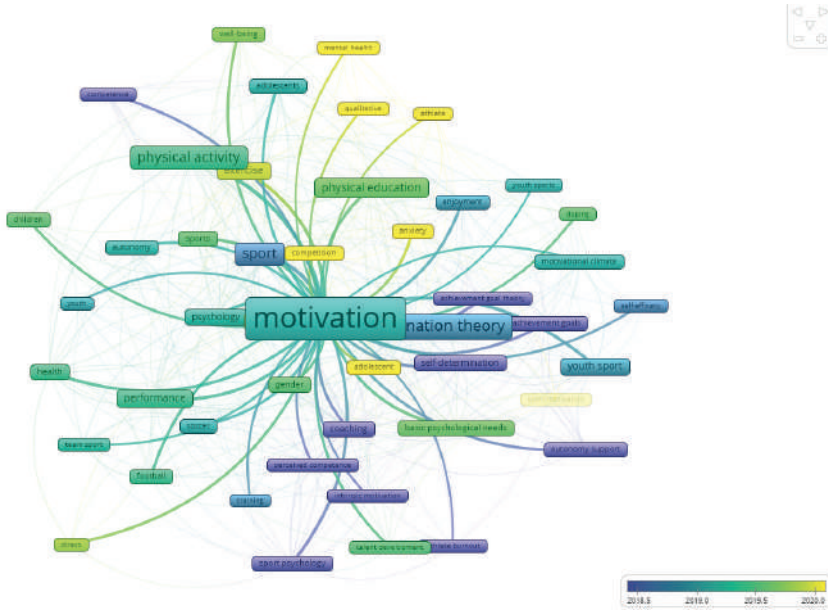 well-being
mental health
adolescents
competence
qualitative
athlete
physical activity
exercise
physical education
youth sports
enjoyment
children
doping
anxiety
sports
autonomy
sport
competition
motivational climate
achievement goal theory
youth
self-efficacy
psychology
motivation
nation theory
achievement goals
self-determination
youth sport
adolescent
health
gender
performance
soccer
coaching
basic psychological needs
team sport
autonomy support
perceived competence
football
intrinsic motivation
training
stress
talent development
burnout
sport psychology
2018.5 2019.0 2019.5 2020.0